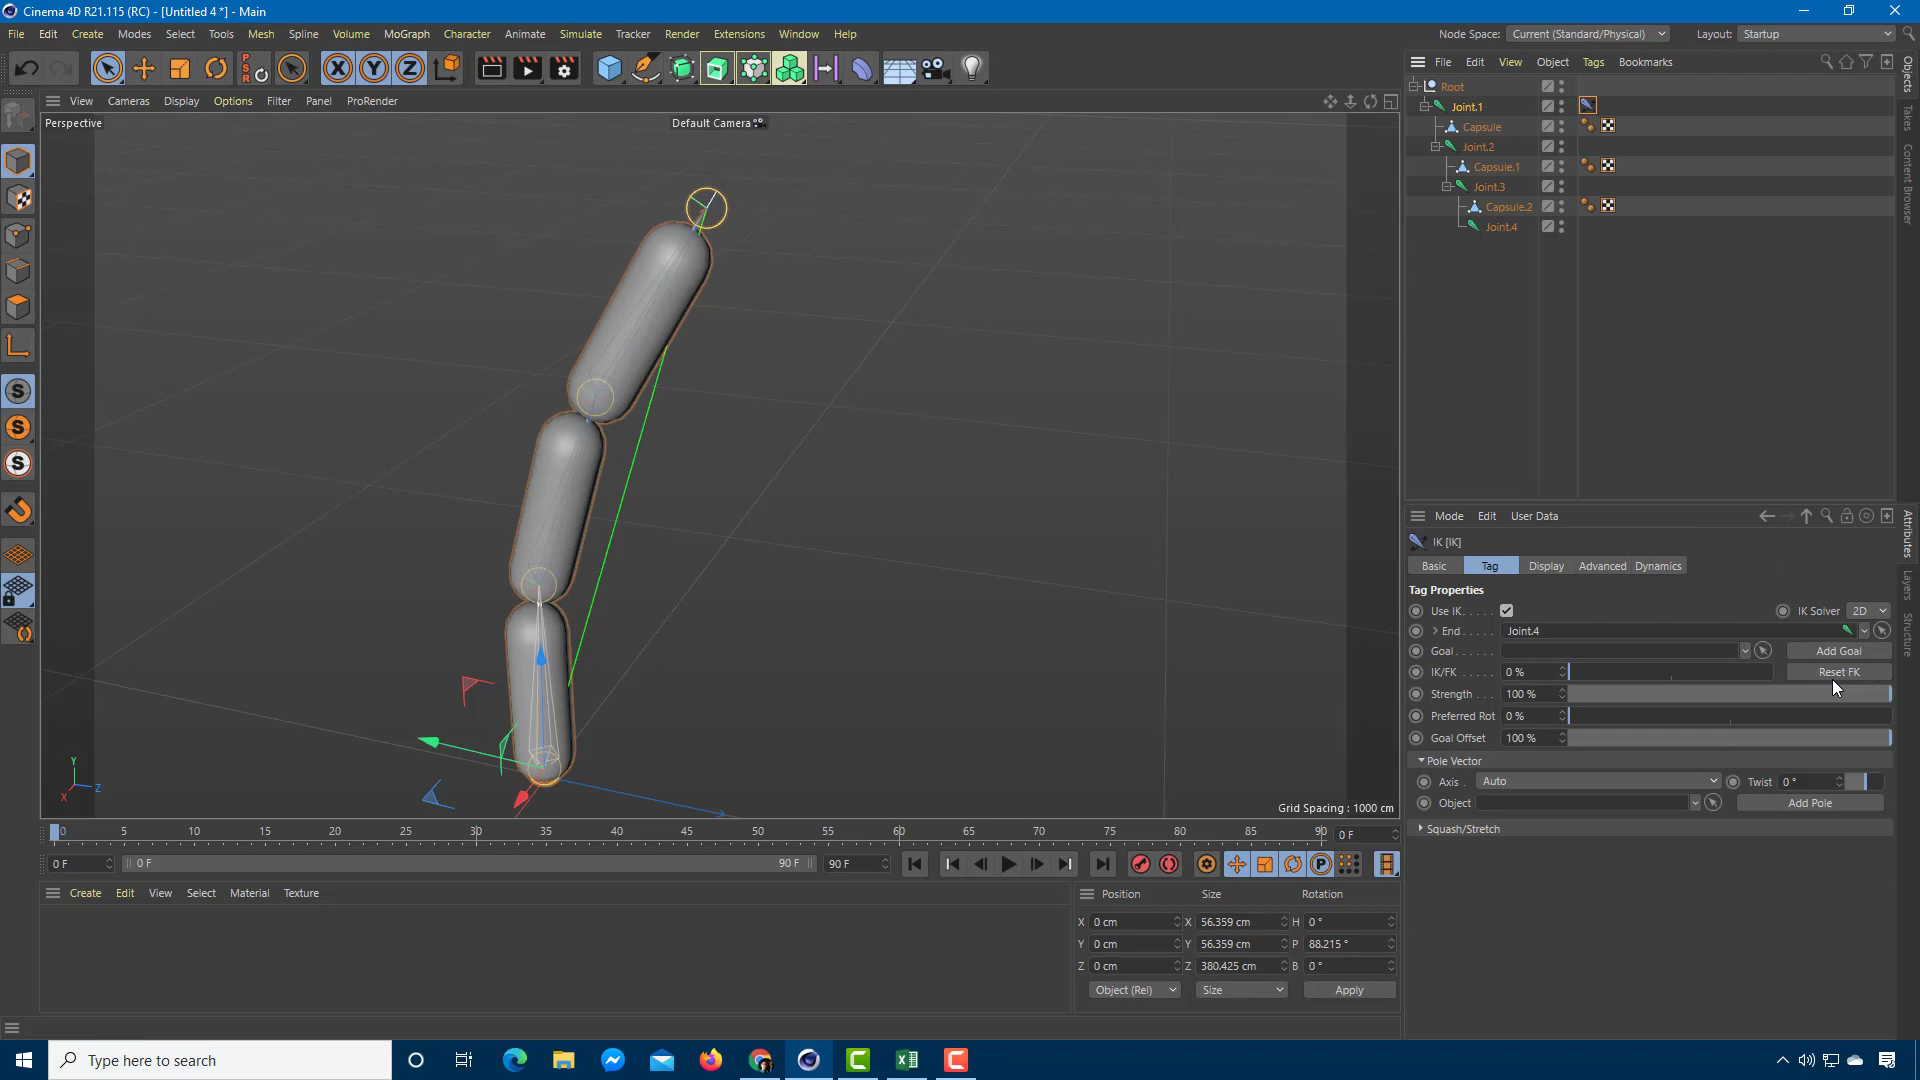 Cinema 4D R21.115 (RC) - [Untitled 4 *] - Main
File Edit Create Modes Select Tools Mesh Spline Volume MoGraph Character Animate Simulate Tracker Render Extensions Window Help
Node Space: Current (Standard/Physical) Layout: Startup
PSR
View Cameras Display Options Filter Panel ProRender
File Edit View Object Tags Bookmarks
Perspective
Default Camera
Root
Joint.1
Capsule
Joint.2
Capsule.1
Joint.3
Capsule.2
Joint.4
Objects
Takes
Content Browser
Mode Edit User Data
IK [IK]
Basic Tag Display Advanced Dynamics
Tag Properties
Use IK. . . . . IK Solver 2D
> End . . . . . Joint.4
Goal . . . . . . Add Goal
IK/FK . . . . . 0 % Reset FK
Strength . . . 100 %
Preferred Rot 0 %
Goal Offset 100 %
Pole Vector
Axis . Auto Twist 0 °
Object Add Pole
Squash/Stretch
Attributes
Layers
Structure
Y
X
Z
Grid Spacing : 1000 cm
0 5 10 15 20 25 30 35 40 45 50 55 60 65 70 75 80 85 90 0 F
0 F 0 F 90 F 90 F
Create Edit View Select Material Texture
Position Size Rotation
X 0 cm X 56.359 cm H 0 °
Y 0 cm Y 56.359 cm P 88.215 °
Z 0 cm Z 380.425 cm B 0 °
Object (Rel) Size Apply
Type here to search